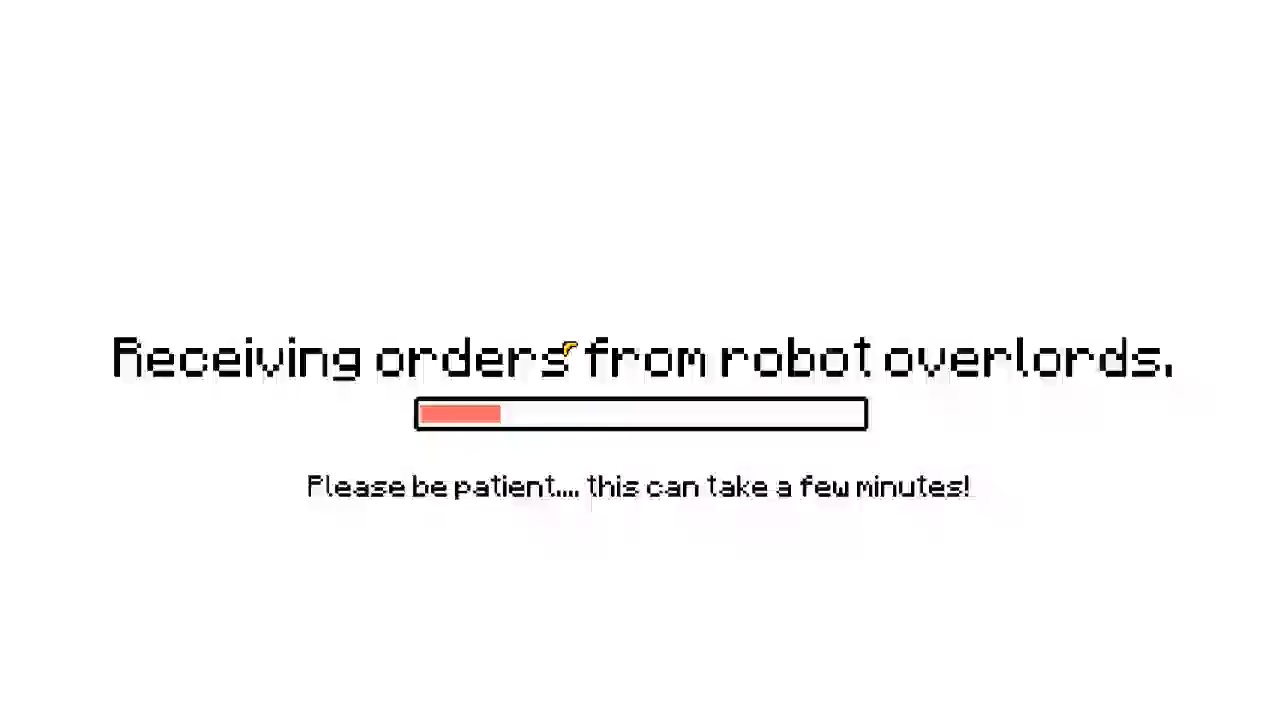 Receiving orders from robot overlords.
Please be patient.... this can take a few minutes!